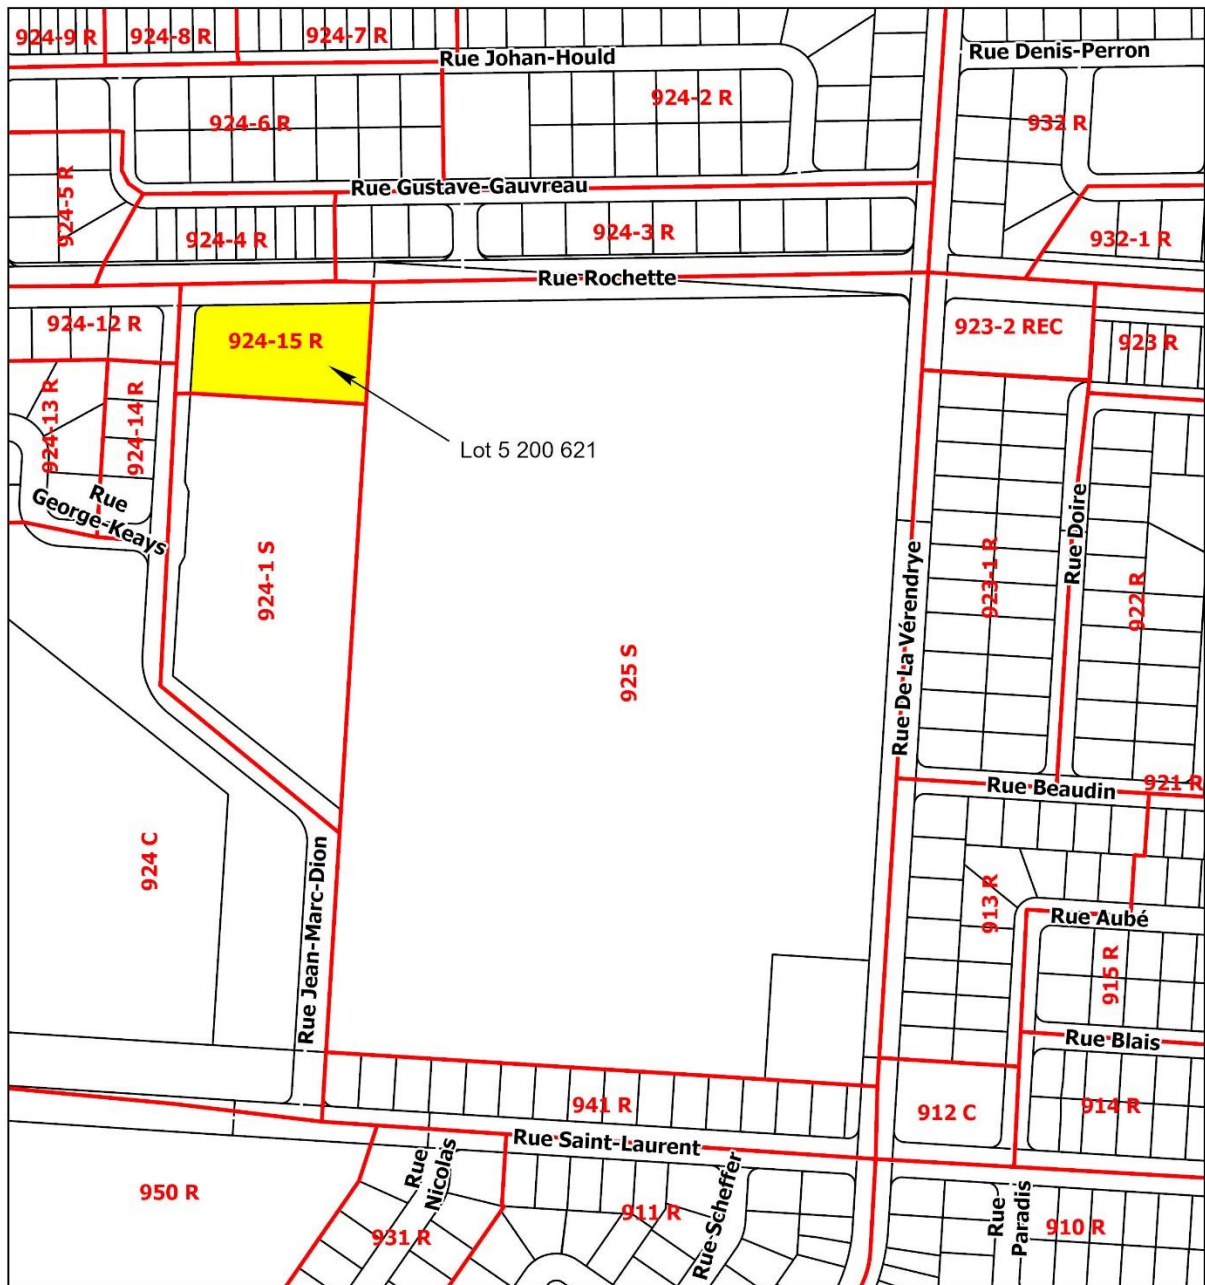 924-9 R
924-8 R
924-7 R
Rue Johan-Hould
Rue Denis-Perron
924-6 R
924-2 R
932 R
924-5 R
Rue Gustave-Gauvreau
924-4 R
924-3 R
932-1 R
Rue Rochette
924-12 R
924-15 R
923-2 REC
923 R
Lot 5 200 621
924-13 R
924-14 R
Rue
George-Keays
924-1 S
925 S
Rue De La Vérendrye
923-1 R
Rue Doire
922 R
Rue Beaudin
921 R
924 C
Rue Jean-Marc-Dion
913 R
Rue Aubé
915 R
Rue Blais
941 R
912 C
914 R
Rue Saint-Laurent
950 R
Rue
Nicolas
931 R
911 R
Rue Scheffer
Rue
Paradis
910 R